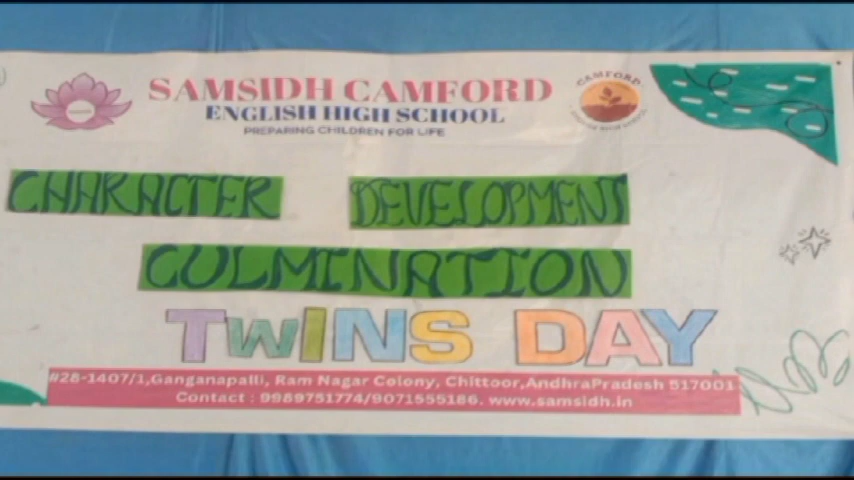 SAMSIDH CAMFORD
ENGLISH HIGH SCHOOL
PREPARING CHILDREN FOR LIFE
CAMFORD
CHARACTER DEVELOPMENT
CULMINATION
TWINS DAY
#28-1407/1,Ganganapalli, Ram Nagar Colony, Chittoor,AndhraPradesh 517001
Contact : 9989751774/9071555186. www.samsidh.in